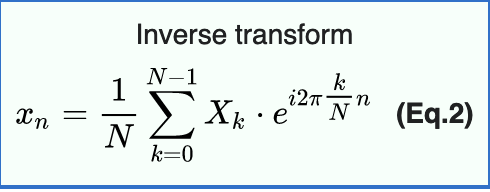 Inverse transform
x_n = \frac{1}{N} \sum_{k=0}^{N-1} X_k \cdot e^{i2\pi \frac{k}{N} n} (Eq.2)